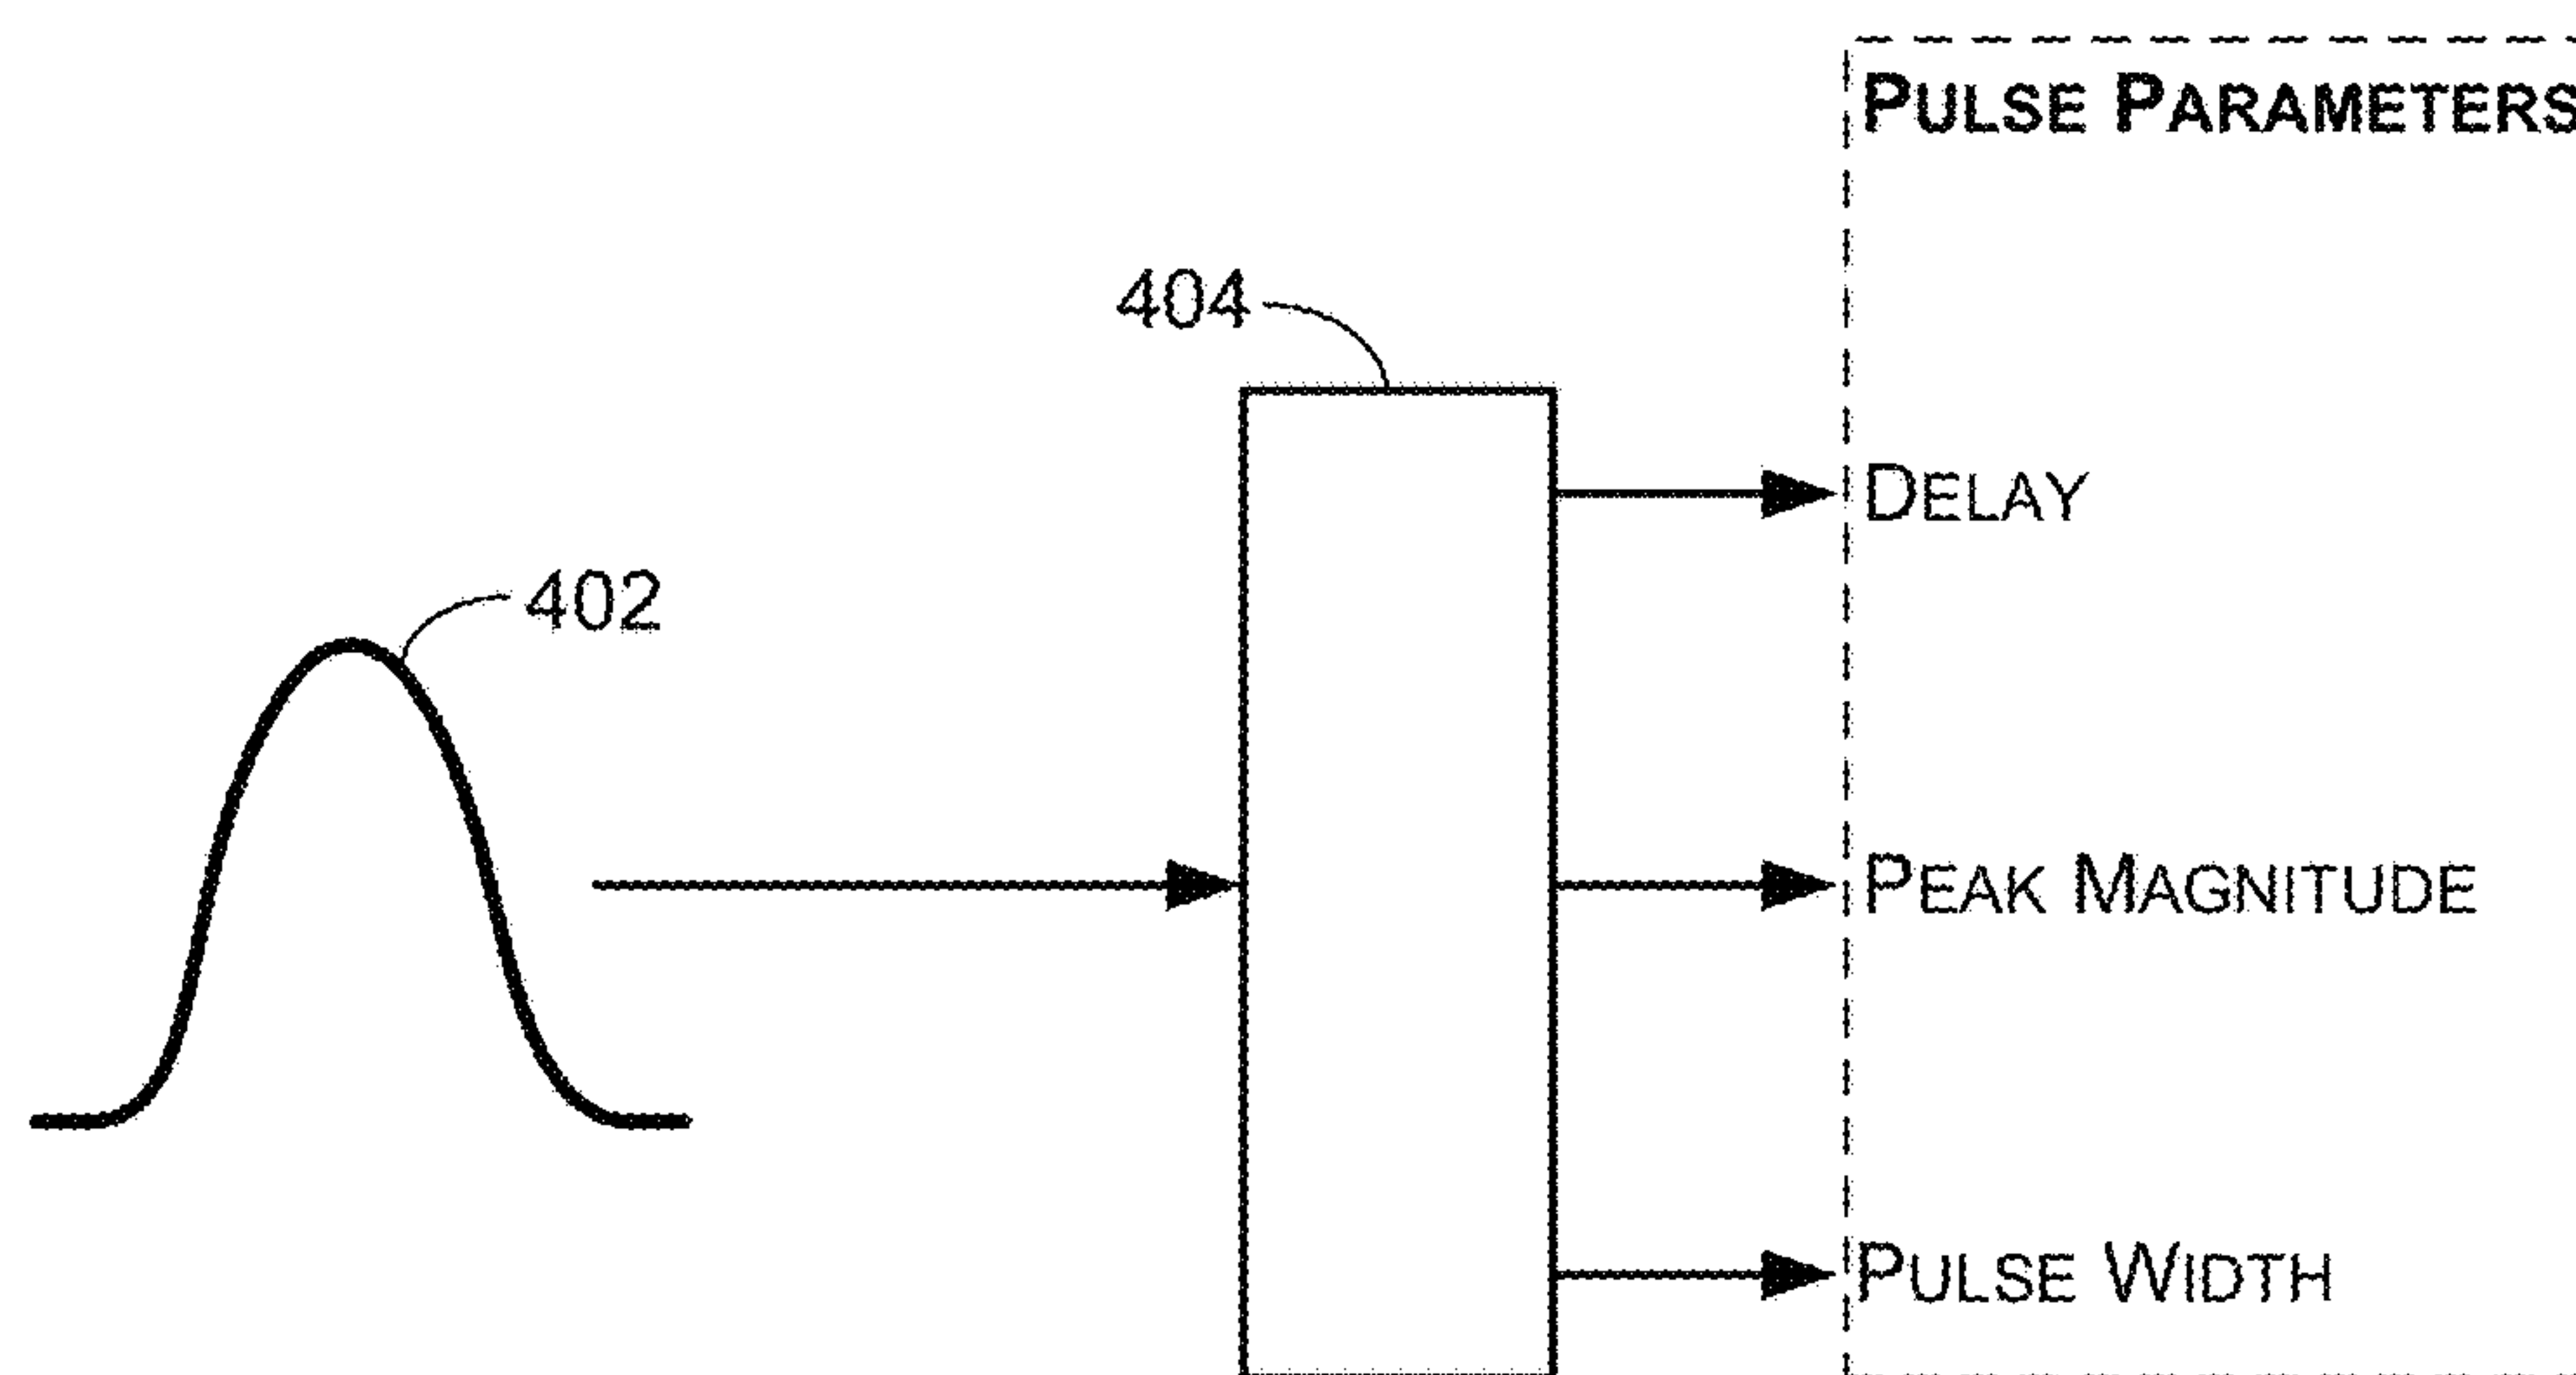 PULSE PARAMETERS
404
DELAY
402
PEAK MAGNITUDE
PULSE WIDTH